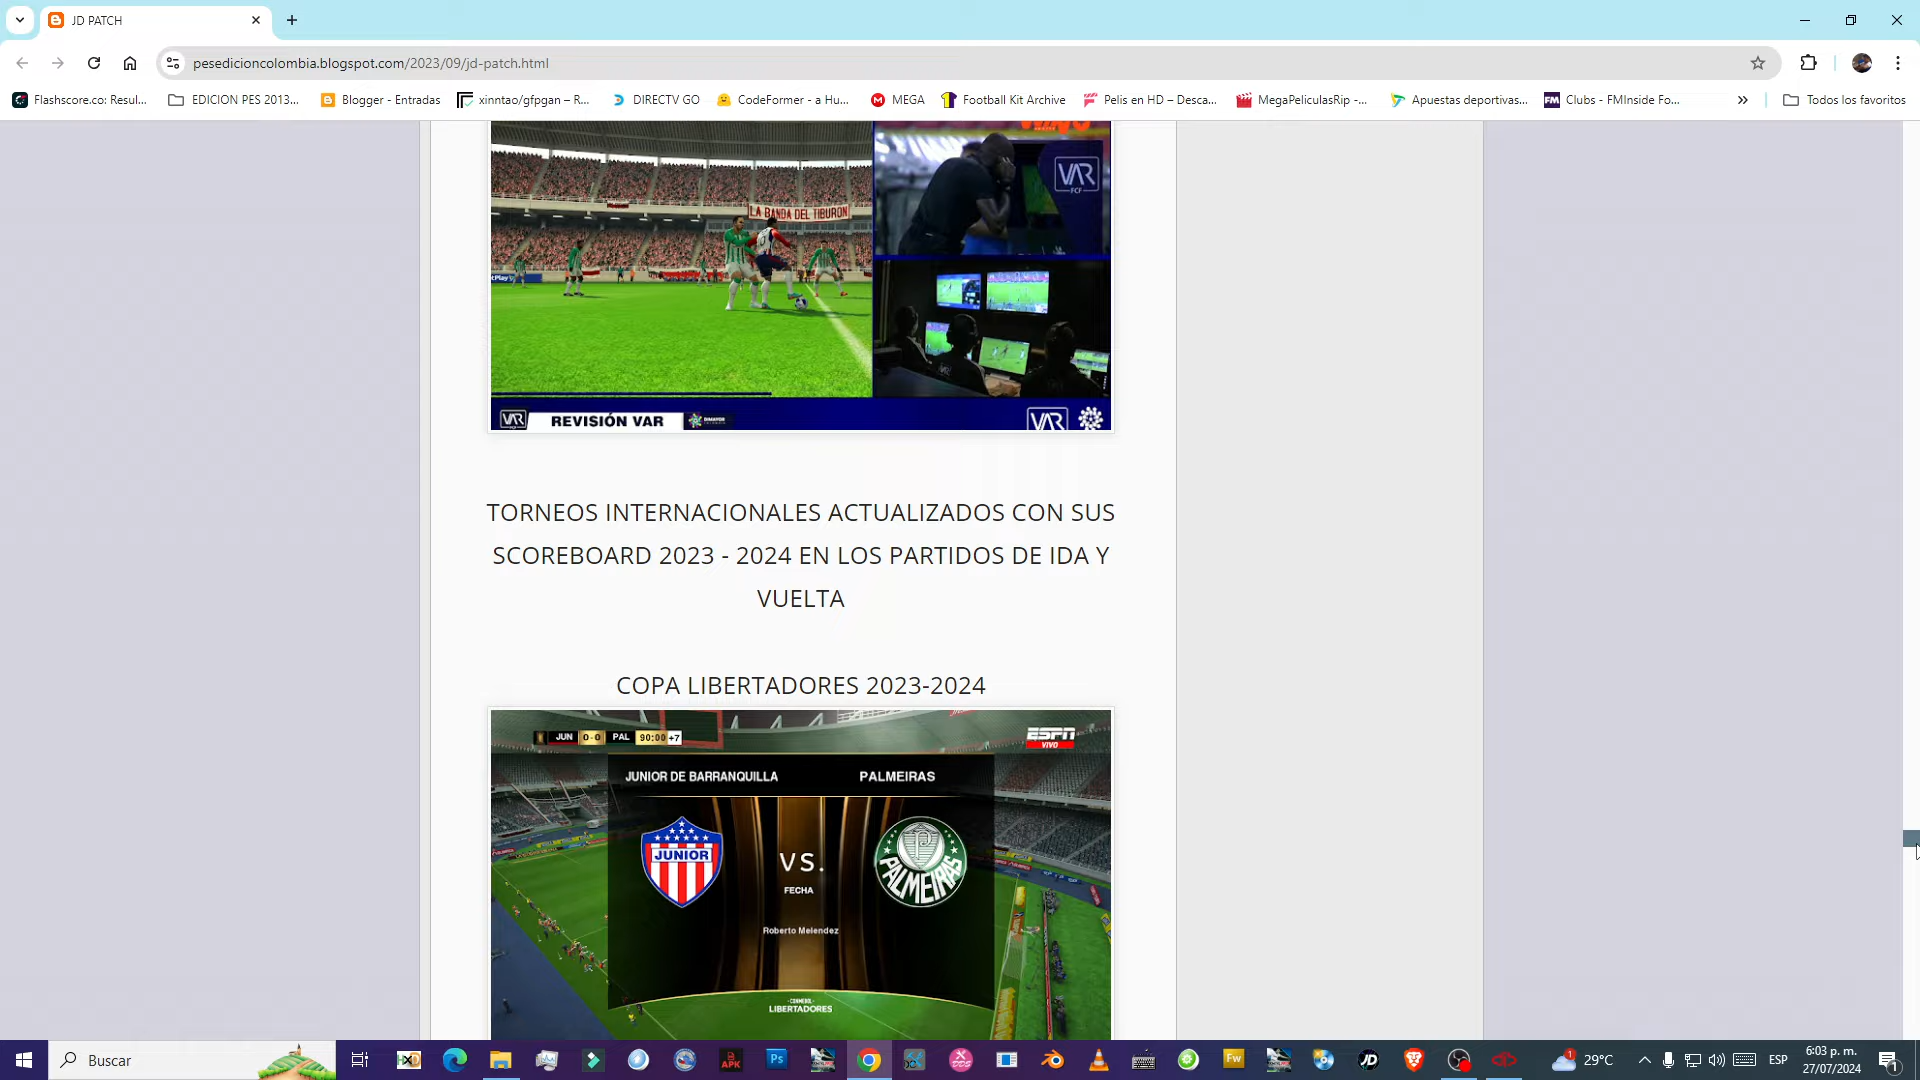 JD PATCH
pesedicioncolombia.blogspot.com/2023/09/jd-patch.html
Flashscore.co: Resul...
EDICION PES 2013...
Blogger - Entradas
xinntao/gfpgan – R...
DIRECTV GO
CodeFormer - a Hu...
MEGA
Football Kit Archive
Pelis en HD – Desca...
MegaPeliculasRip -...
Apuestas deportivas...
Clubs - FMInside Fo...
Todos los favoritos
VAR
FCF
LA BANDA DEL TIBURON
VAR
REVISIÓN VAR
DIMAYOR
VAR
TORNEOS INTERNACIONALES ACTUALIZADOS CON SUS
SCOREBOARD 2023 - 2024 EN LOS PARTIDOS DE IDA Y
VUELTA
COPA LIBERTADORES 2023-2024
JUN 0-0 PAL 90:00 +7
ESPN
VIVO
JUNIOR DE BARRANQUILLA
PALMEIRAS
JUNIOR
VS.
PALMEIRAS
FECHA
Roberto Melendez
CONMEBOL
LIBERTADORES
Buscar
29°C
ESP
6:03 p. m.
27/07/2024